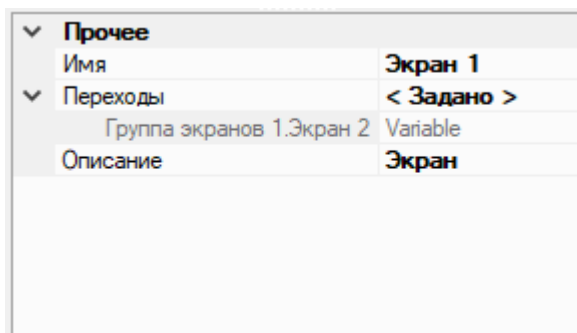 Прочее
Имя Экран 1
Переходы < Задано >
Группа экранов 1.Экран 2 Variable
Описание Экран